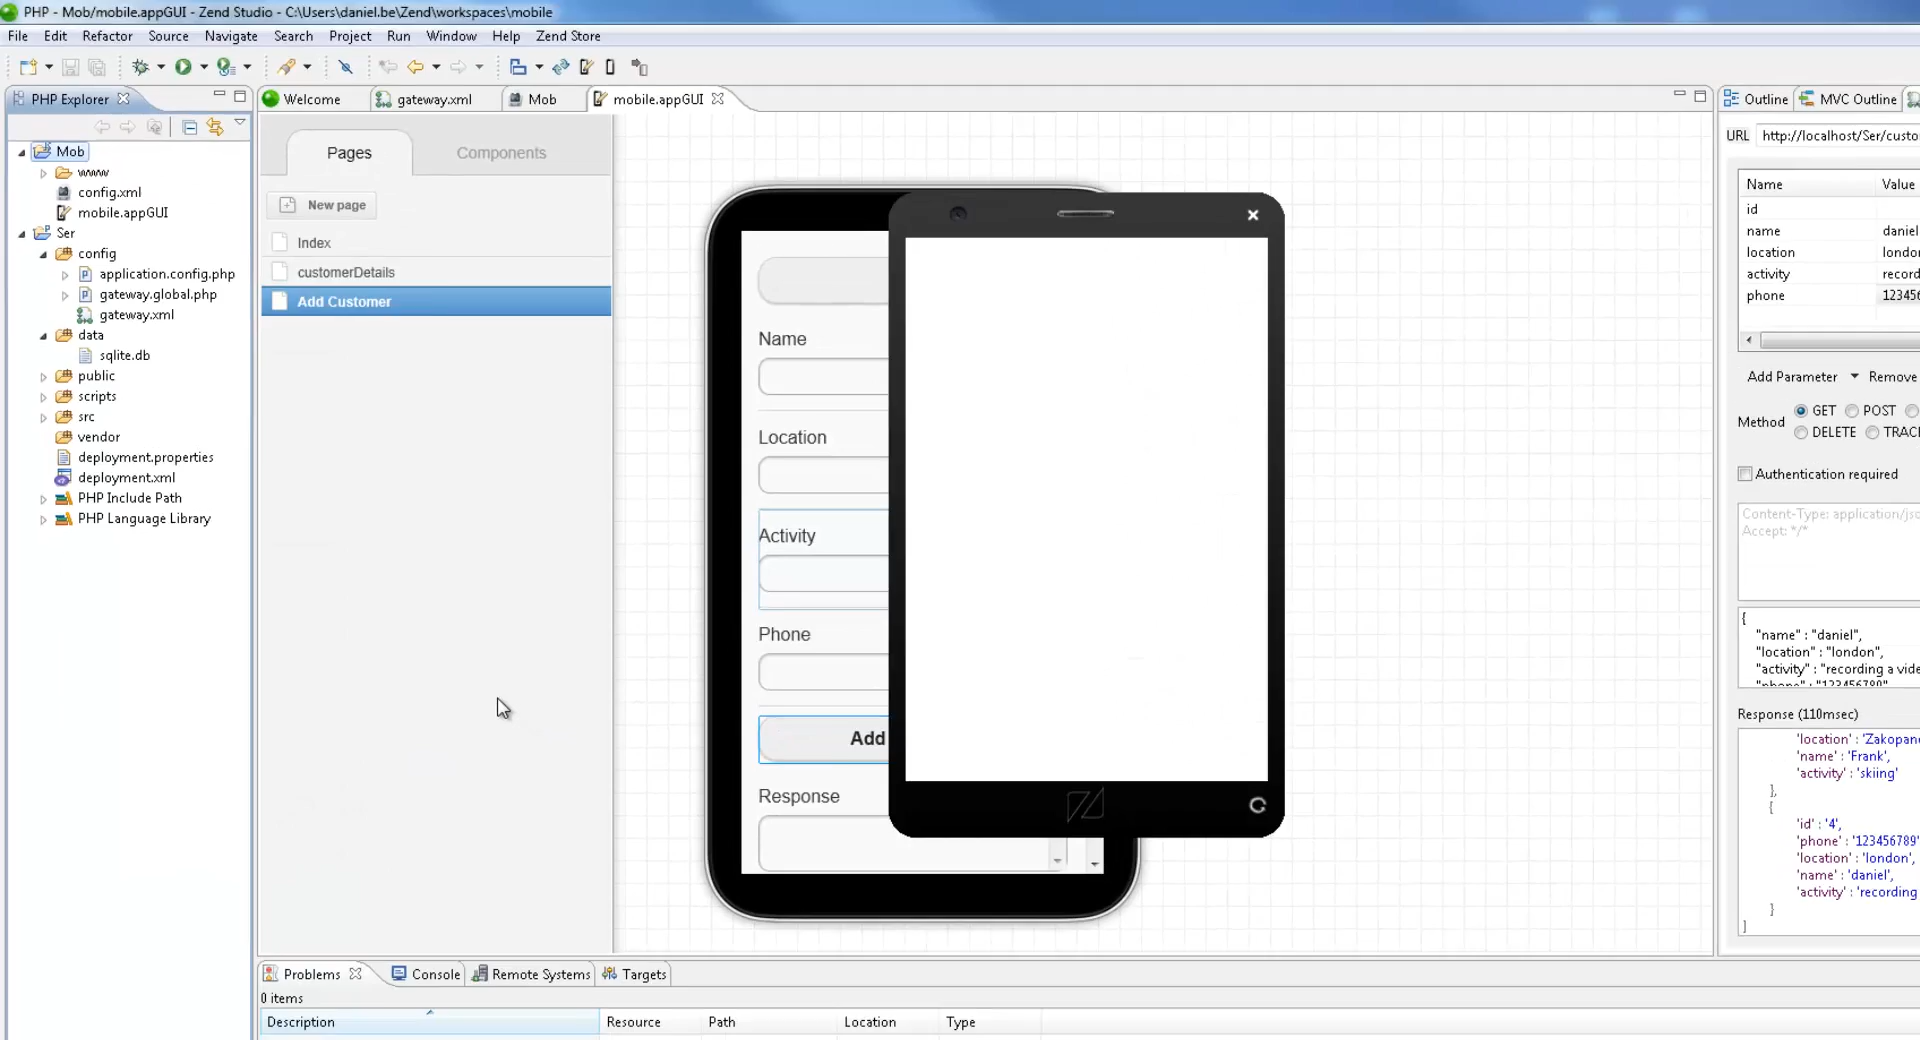 PHP - Mob/mobile.appGUI - Zend Studio - C:\Users\daniel.be\Zend\workspaces\mobile
File Edit Refactor Source Navigate Search Project Run Window Help Zend Store
PHP Explorer
Mob
www
config.xml
mobile.appGUI
Ser
config
application.config.php
gateway.global.php
gateway.xml
data
sqlite.db
public
scripts
src
vendor
deployment.properties
deployment.xml
PHP Include Path
PHP Language Library
Welcome gateway.xml Mob mobile.appGUI
Pages Components
New page
Index
customerDetails
Add Customer
Name
Location
Activity
Phone
Add
Response
Outline MVC Outline
URL http://localhost/Ser/custo
Name Value
id
name daniel
location londo
activity record
phone 123456
Add Parameter Remove
Method GET POST
DELETE TRAC
Authentication required
Content-Type: application/js
Accept: */*
{
"name" : "daniel",
"location" : "london",
"activity" : "recording a vide
"phone" : "123456789"
Response (110msec)
'location' : 'Zakopan
'name' : 'Frank',
'activity' : 'skiing'
},
{
'id' : '4',
'phone' : '123456789'
'location' : 'london',
'name' : 'daniel',
'activity' : 'recording
}
]
Problems Console Remote Systems Targets
0 items
Description Resource Path Location Type